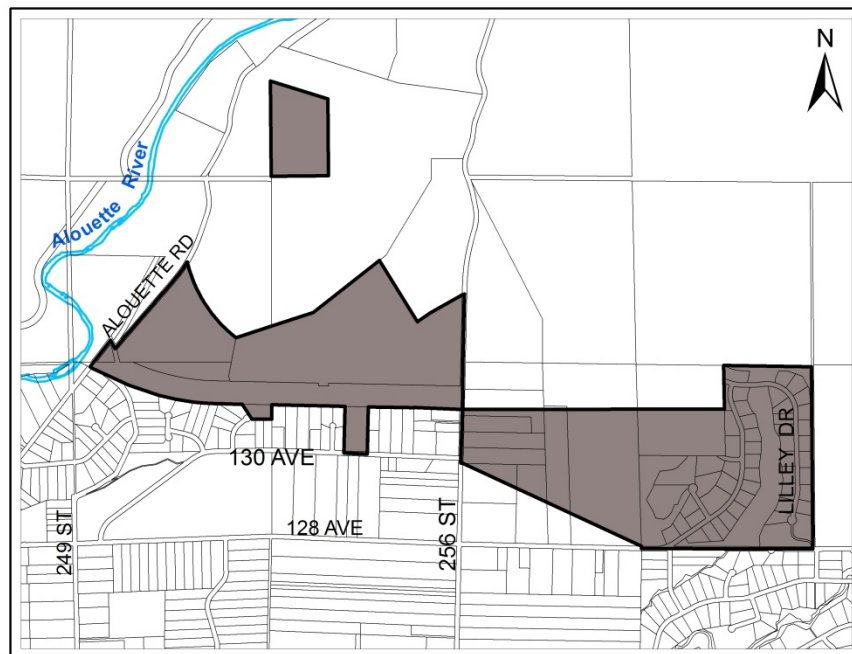 N
Alouette River
ALOUETTE RD
130 AVE
LILLEY DR
128 AVE
249 ST
256 ST